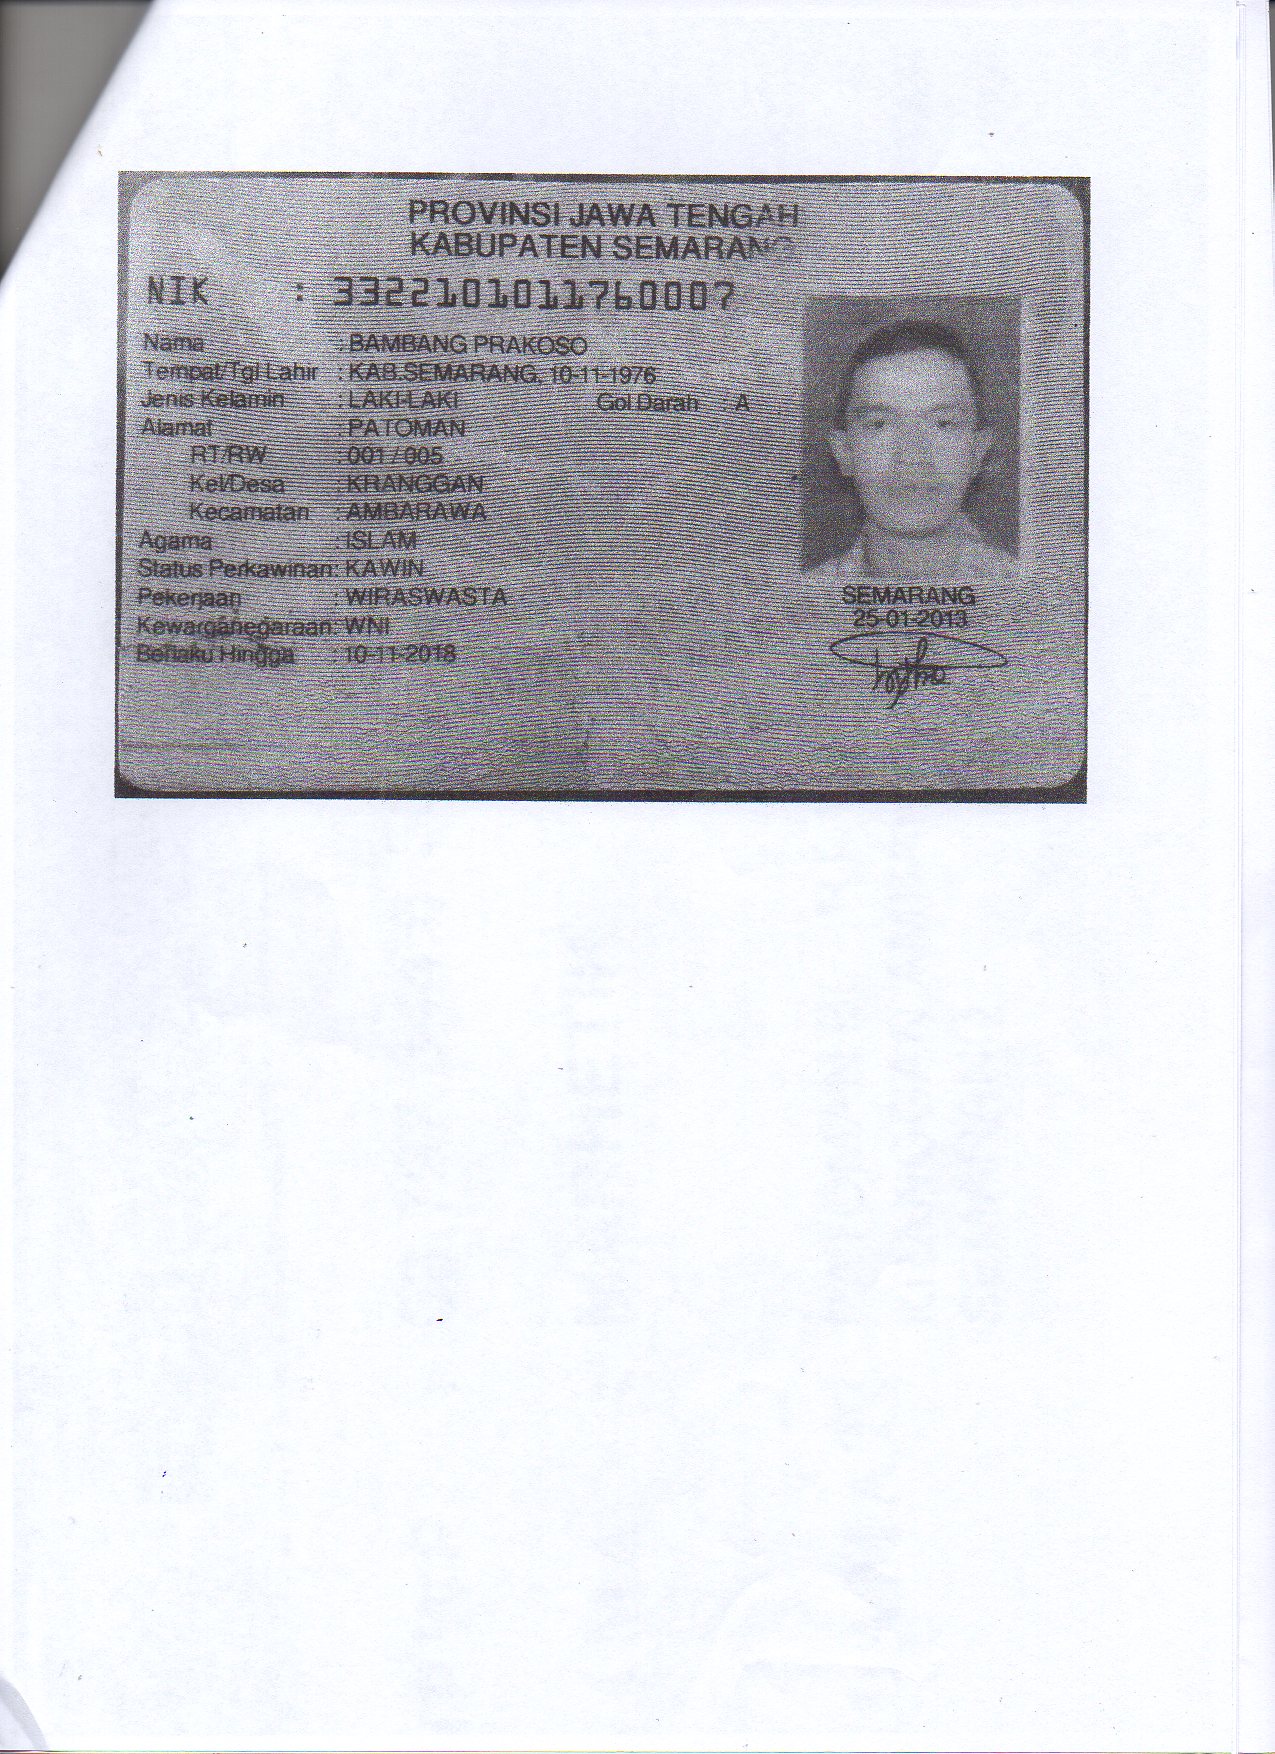 PROVINSI JAWA TENGAH
KABUPATEN SEMARANG
NIK : 3322101011760007
Nama : BAMBANG PRAKOSO
Tempat/Tgl Lahir : KAB.SEMARANG, 10-11-1976
Jenis Kelamin : LAKI-LAKI Gol Darah : A
Alamat : PATOMAN
RT/RW : 001 / 005
Kel/Desa : KRANGGAN
Kecamatan : AMBARAWA
Agama : ISLAM
Status Perkawinan: KAWIN
Pekerjaan : WIRASWASTA
Kewarganegaraan: WNI
Berlaku Hingga : 10-11-2018
SEMARANG
25-01-2013